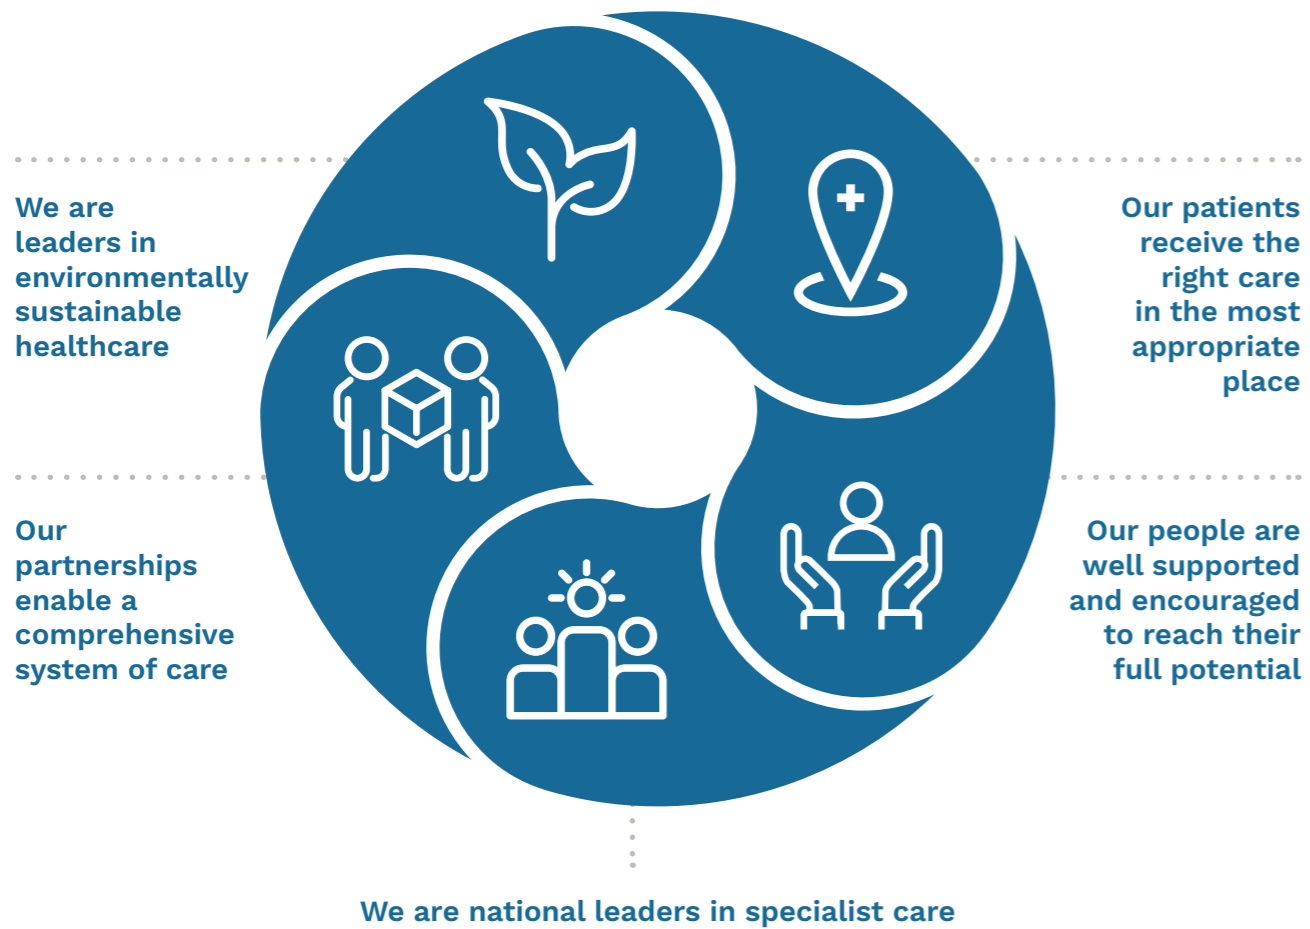 We are
leaders in
environmentally
sustainable
healthcare
Our patients
receive the
right care
in the most
appropriate
place
Our
partnerships
enable a
comprehensive
system of care
Our people are
well supported
and encouraged
to reach their
full potential
We are national leaders in specialist care